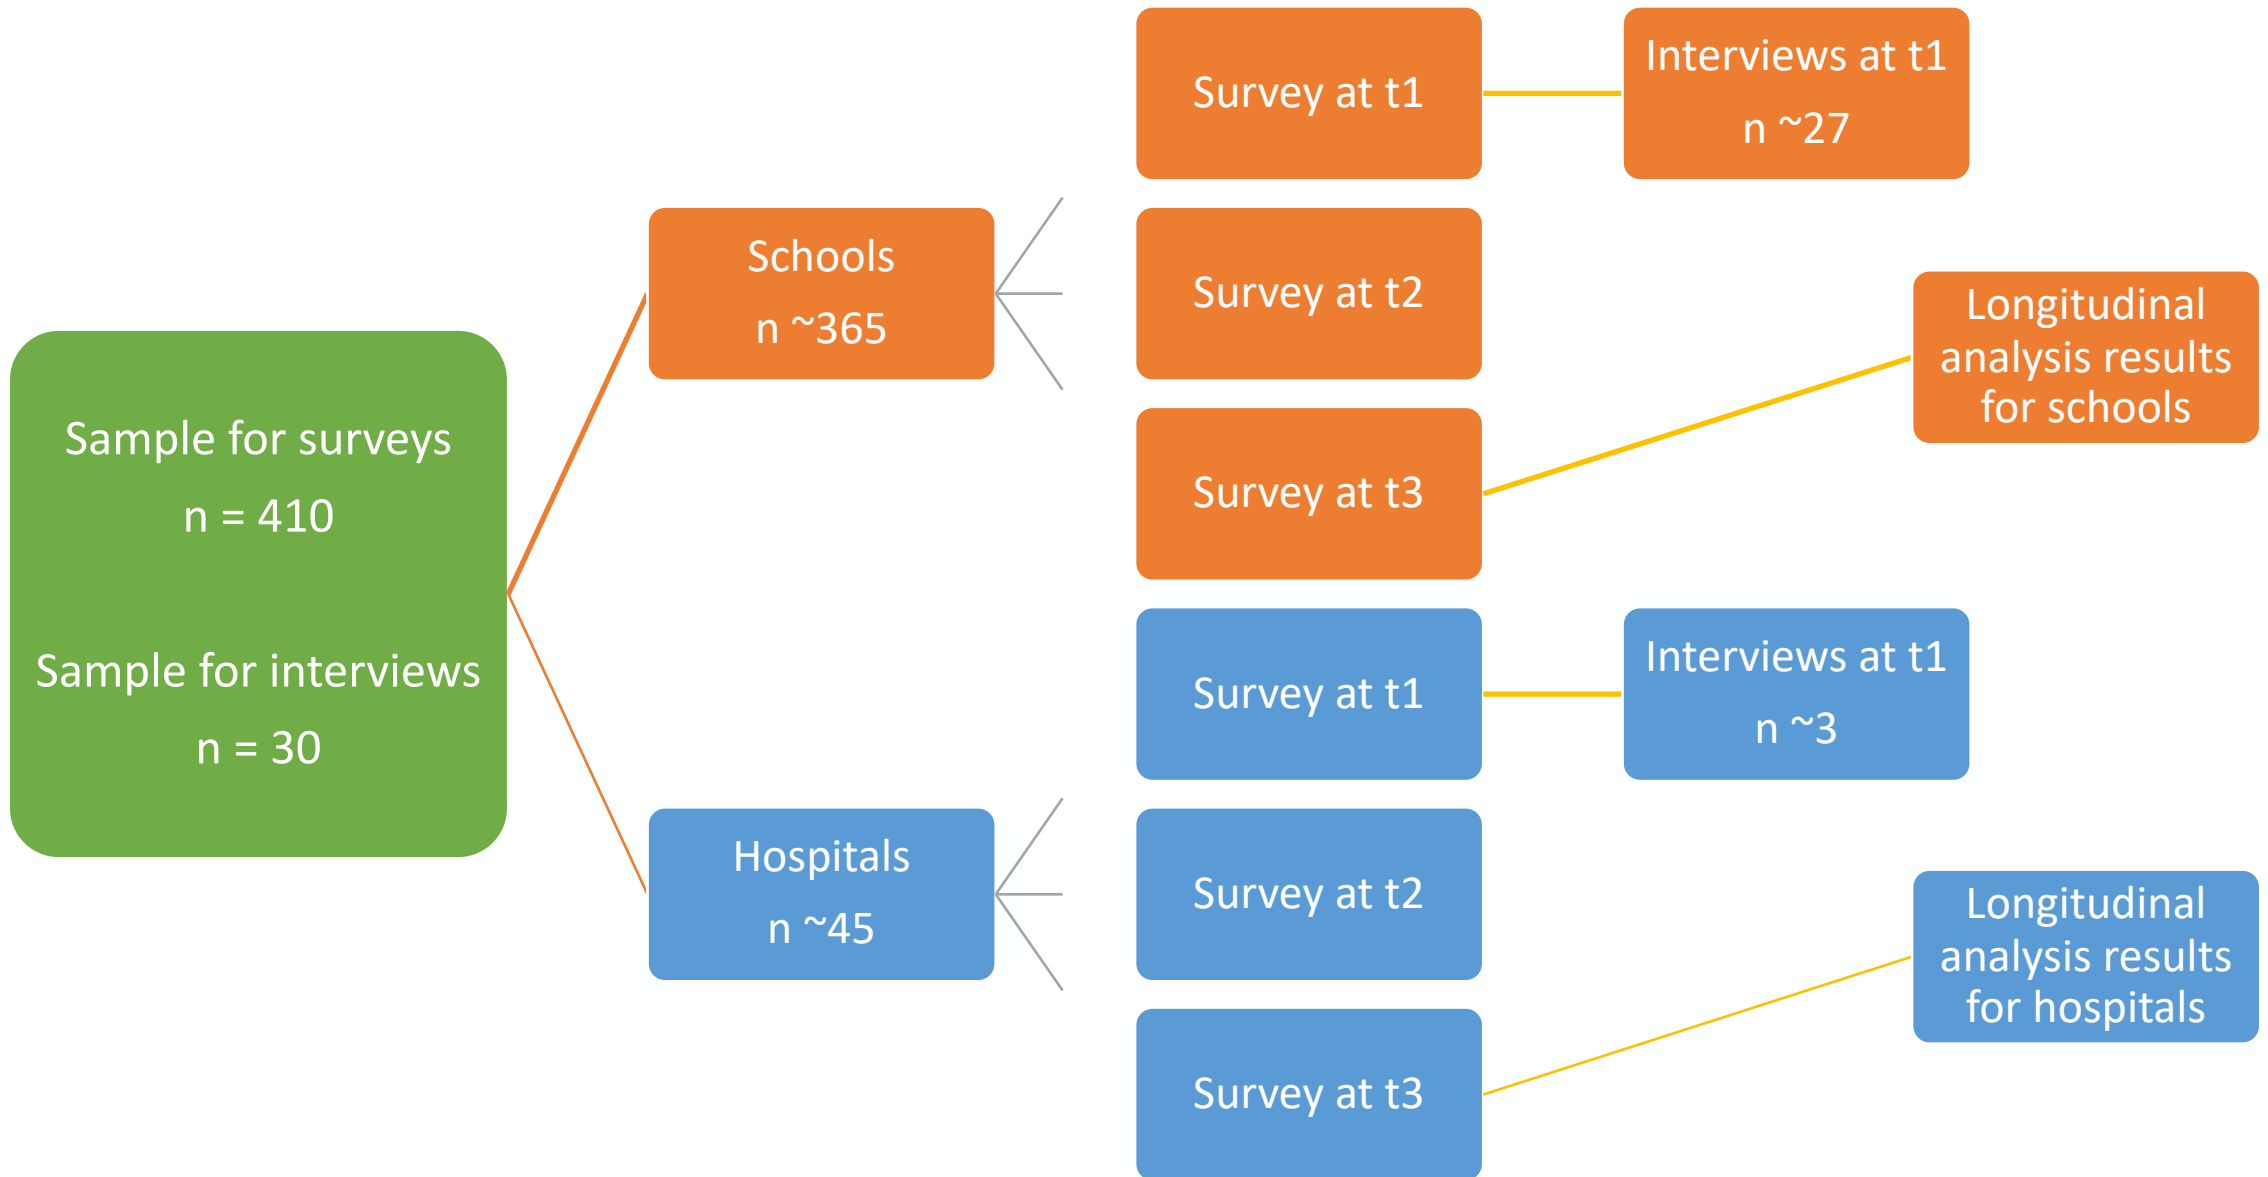 Sample for surveys
n = 410
Sample for interviews
n = 30
Schools
n ~365
Survey at t1
Interviews at t1
n ~27
Survey at t2
Survey at t3
Longitudinal
analysis results
for schools
Hospitals
n ~45
Survey at t1
Interviews at t1
n ~3
Survey at t2
Survey at t3
Longitudinal
analysis results
for hospitals